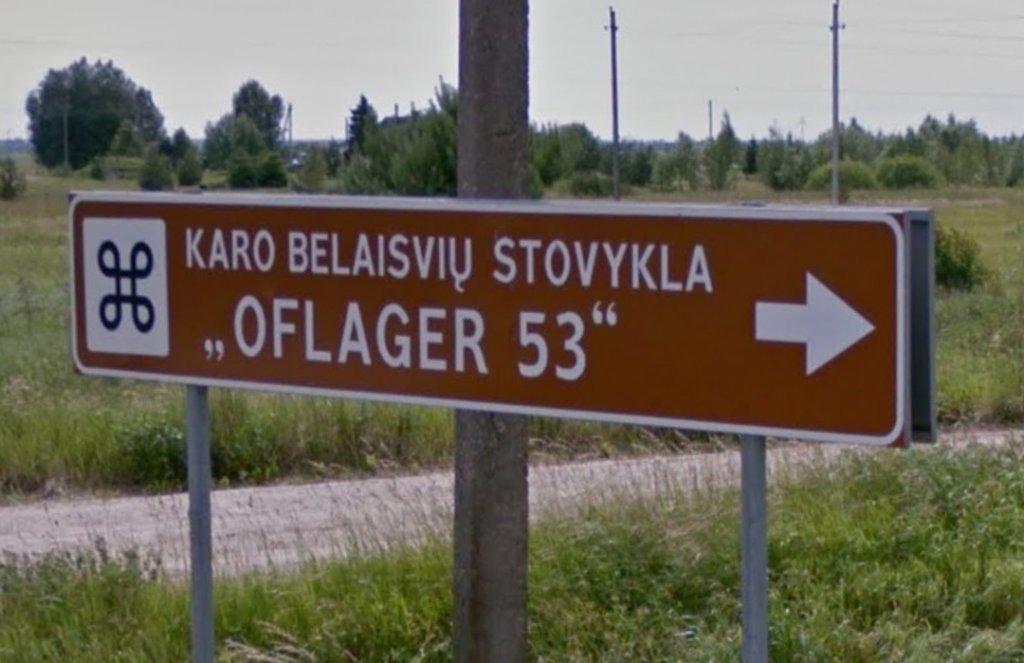 KARO BELAISVIŲ STOVYKLA
„OFLAGER 53“